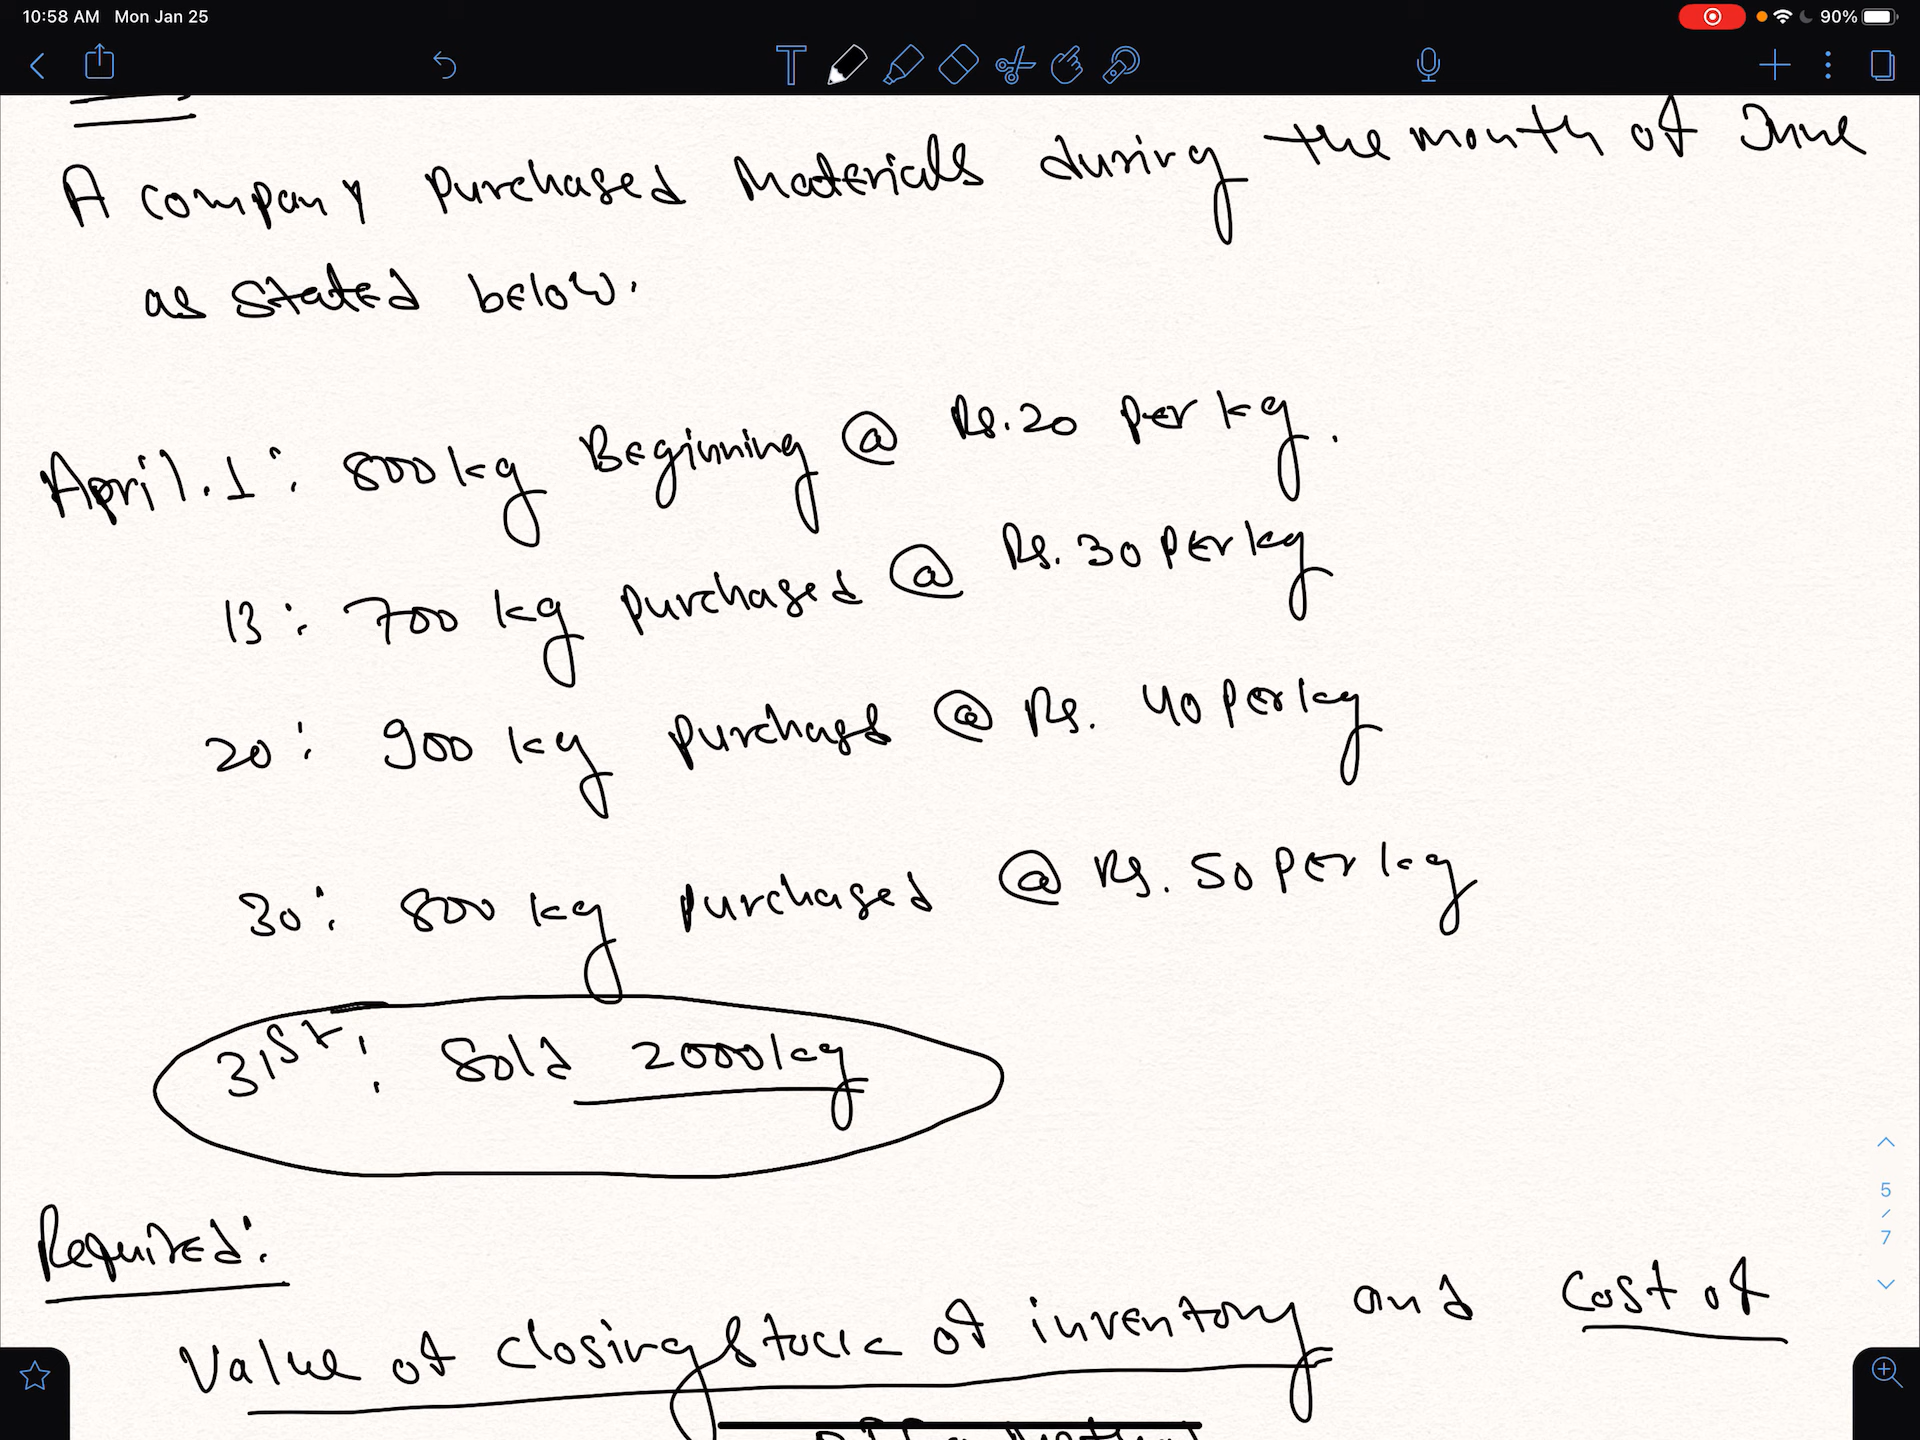 10:58 AM Mon Jan 25
90%
A company purchased Materials during the month of June
as stated below.
April.1: 800kg Beginning @ Rs.20 per kg.
13: 700 kg purchased @ Rs. 30 Per kg
20: 900 kg purchased @ Rs. 40 Per kg
30: 800 kg purchased @ Rs. 50 Per kg
31st: Sold 2000kg
Required:
Value of closing stock of inventory and cost of
5
7